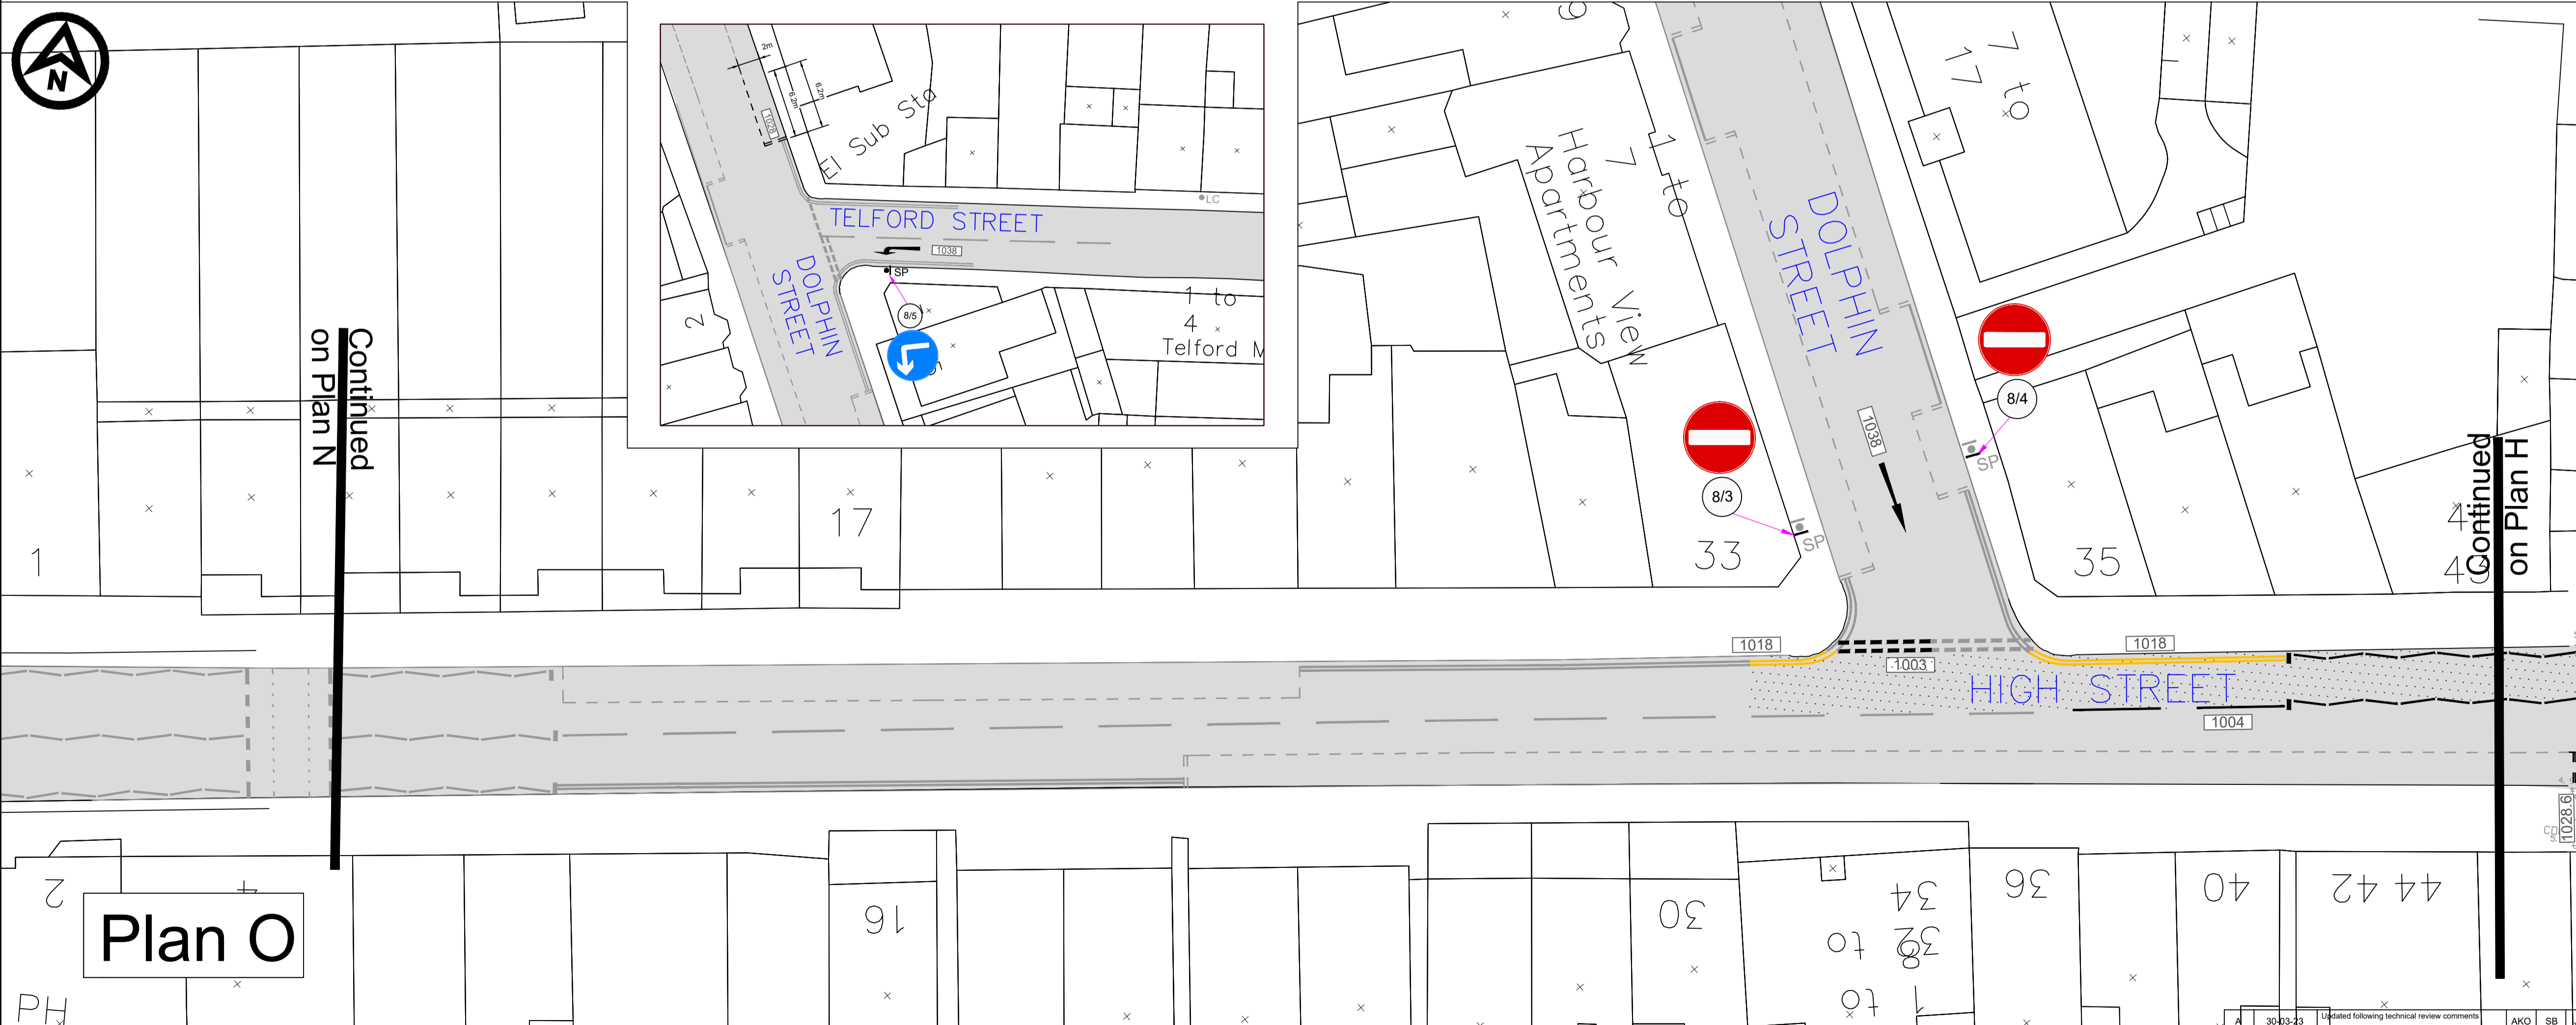 N
Continued
on Plan N
1
17
2m
6.2m
6.2m
1028
El Sub Sta
TELFORD STREET
1038
LC
SP
8/5
DOLPHIN
STREET
2
1 to
4
Telford M
1 to
7
Harbour View
Apartments
7 to
17
DOLPHIN
STREET
1038
8/3
SP
33
8/4
SP
35
Continued
on Plan H
1018
1003
1018
HIGH STREET
1004
1028.6
2
4
Plan O
PH
16
30
34
32
to
8
to
1
36
40
42
44
A
30-03-23
Updated following technical review comments
AKO
SB